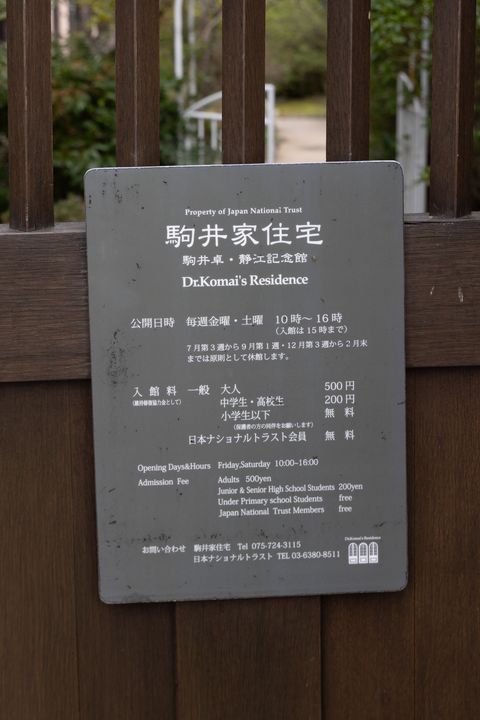 Property of Japan National Trust
駒井家住宅
駒井卓・靜江記念館
Dr.Komai's Residence
公開日時 毎週金曜・土曜 10時〜16時
(入館は15時まで)
7月第3週から9月第1週・12月第3週から2月末
までは原則として休館します。
入館料 一般 大人 500円
(維持修復協力金として) 中学生・高校生 200円
小学生以下 無料
(保護者の方の同伴をお願いします)
日本ナショナルトラスト会員 無料
Opening Days&Hours Friday,Saturday 10:00~16:00
Admission Fee Adults 500yen
Junior & Senior High School Students 200yen
Under Primary school Students free
Japan National Trust Members free
お問い合わせ 駒井家住宅 Tel 075-724-3115
日本ナショナルトラスト TEL 03-6380-8511
Dr.Komai's Residence